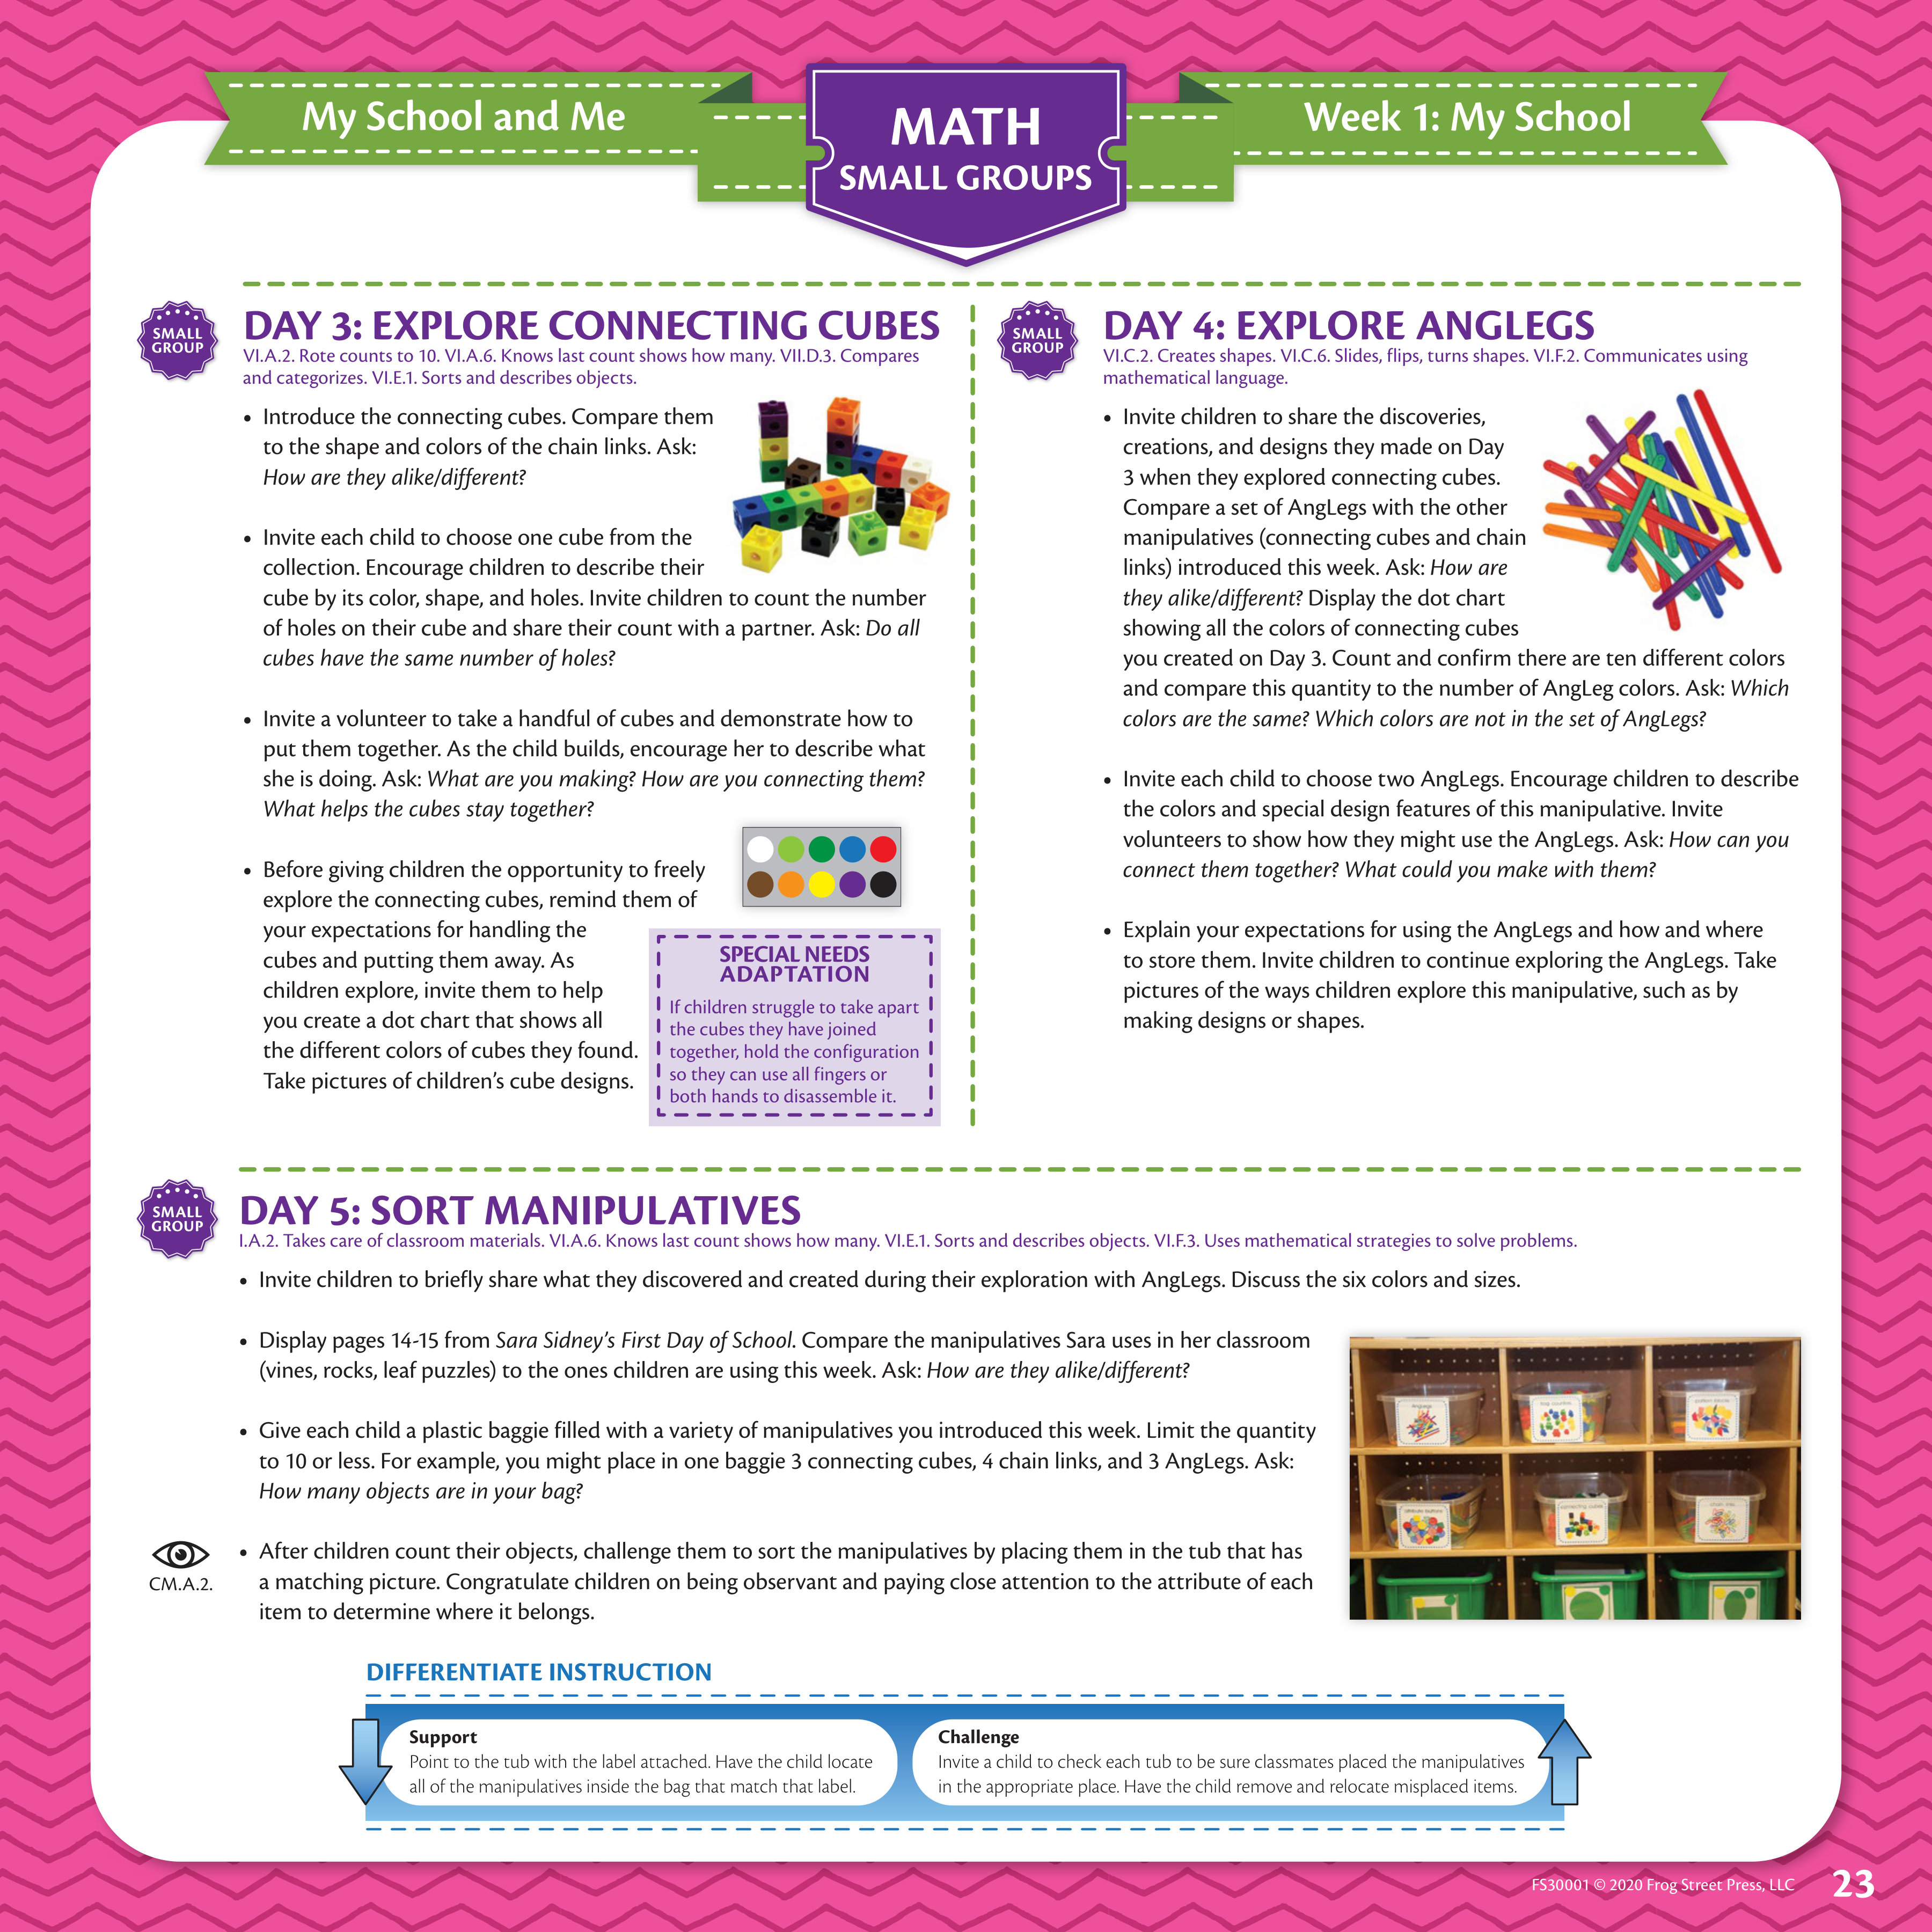 My School and Me
MATH
SMALL GROUPS
Week 1: My School
SMALL
GROUP
DAY 3: EXPLORE CONNECTING CUBES
VI.A.2. Rote counts to 10. VI.A.6. Knows last count shows how many. VII.D.3. Compares
and categorizes. VI.E.1. Sorts and describes objects.
• Introduce the connecting cubes. Compare them
to the shape and colors of the chain links. Ask:
How are they alike/different?
• Invite each child to choose one cube from the
collection. Encourage children to describe their
cube by its color, shape, and holes. Invite children to count the number
of holes on their cube and share their count with a partner. Ask: Do all
cubes have the same number of holes?
• Invite a volunteer to take a handful of cubes and demonstrate how to
put them together. As the child builds, encourage her to describe what
she is doing. Ask: What are you making? How are you connecting them?
What helps the cubes stay together?
• Before giving children the opportunity to freely
explore the connecting cubes, remind them of
your expectations for handling the
cubes and putting them away. As
children explore, invite them to help
you create a dot chart that shows all
the different colors of cubes they found.
Take pictures of children's cube designs.
SPECIAL NEEDS
ADAPTATION
If children struggle to take apart
the cubes they have joined
together, hold the configuration
so they can use all fingers or
both hands to disassemble it.
SMALL
GROUP
DAY 4: EXPLORE ANGLEGS
VI.C.2. Creates shapes. VI.C.6. Slides, flips, turns shapes. VI.F.2. Communicates using
mathematical language.
• Invite children to share the discoveries,
creations, and designs they made on Day
3 when they explored connecting cubes.
Compare a set of AngLegs with the other
manipulatives (connecting cubes and chain
links) introduced this week. Ask: How are
they alike/different? Display the dot chart
showing all the colors of connecting cubes
you created on Day 3. Count and confirm there are ten different colors
and compare this quantity to the number of AngLeg colors. Ask: Which
colors are the same? Which colors are not in the set of AngLegs?
• Invite each child to choose two AngLegs. Encourage children to describe
the colors and special design features of this manipulative. Invite
volunteers to show how they might use the AngLegs. Ask: How can you
connect them together? What could you make with them?
• Explain your expectations for using the AngLegs and how and where
to store them. Invite children to continue exploring the AngLegs. Take
pictures of the ways children explore this manipulative, such as by
making designs or shapes.
SMALL
GROUP
DAY 5: SORT MANIPULATIVES
I.A.2. Takes care of classroom materials. VI.A.6. Knows last count shows how many. VI.E.1. Sorts and describes objects. VI.F.3. Uses mathematical strategies to solve problems.
• Invite children to briefly share what they discovered and created during their exploration with AngLegs. Discuss the six colors and sizes.
• Display pages 14-15 from Sara Sidney's First Day of School. Compare the manipulatives Sara uses in her classroom
(vines, rocks, leaf puzzles) to the ones children are using this week. Ask: How are they alike/different?
• Give each child a plastic baggie filled with a variety of manipulatives you introduced this week. Limit the quantity
to 10 or less. For example, you might place in one baggie 3 connecting cubes, 4 chain links, and 3 AngLegs. Ask:
How many objects are in your bag?
CM.A.2.
• After children count their objects, challenge them to sort the manipulatives by placing them in the tub that has
a matching picture. Congratulate children on being observant and paying close attention to the attribute of each
item to determine where it belongs.
AngLegs
attribute buttons
connecting cubes
DIFFERENTIATE INSTRUCTION
Support
Point to the tub with the label attached. Have the child locate
all of the manipulatives inside the bag that match that label.
Challenge
Invite a child to check each tub to be sure classmates placed the manipulatives
in the appropriate place. Have the child remove and relocate misplaced items.
FS30001 © 2020 Frog Street Press, LLC
23